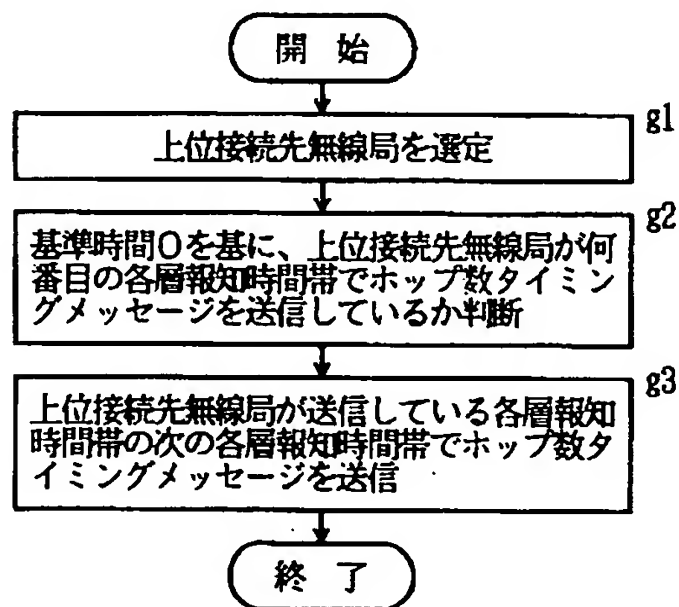 開 始
g1
上位接続先無線局を選定
g2
基準時間0を基に、上位接続先無線局が何
番目の各層報知時間帯でホップ数タイミン
グメッセージを送信しているか判断
g3
上位接続先無線局が送信している各層報知
時間帯の次の各層報知時間帯でホップ数タ
イミングメッセージを送信
終 了